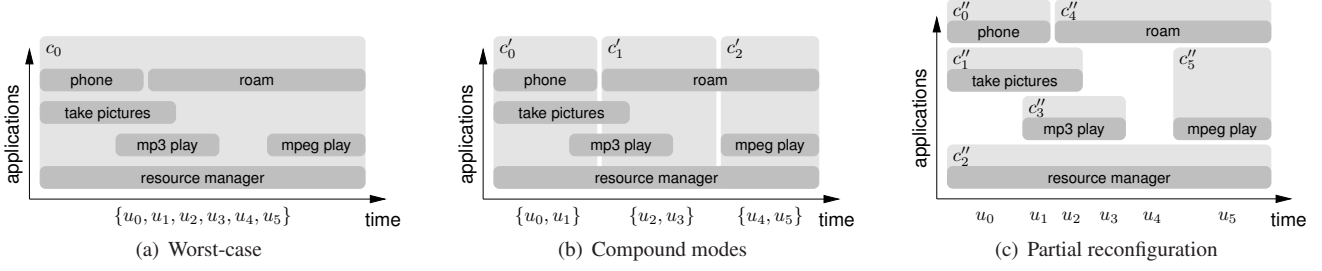 applications
c₀
phone
roam
take pictures
mp3 play
mpeg play
resource manager
{u₀, u₁, u₂, u₃, u₄, u₅}
time
(a) Worst-case
applications
c′₀
c′₁
c′₂
phone
roam
take pictures
mp3 play
mpeg play
resource manager
{u₀, u₁}
{u₂, u₃}
{u₄, u₅}
time
(b) Compound modes
applications
c″₀
c″₄
phone
roam
c″₁
c″₅
take pictures
c″₃
mp3 play
mpeg play
c″₂
resource manager
u₀ u₁ u₂ u₃ u₄ u₅
time
(c) Partial reconfiguration